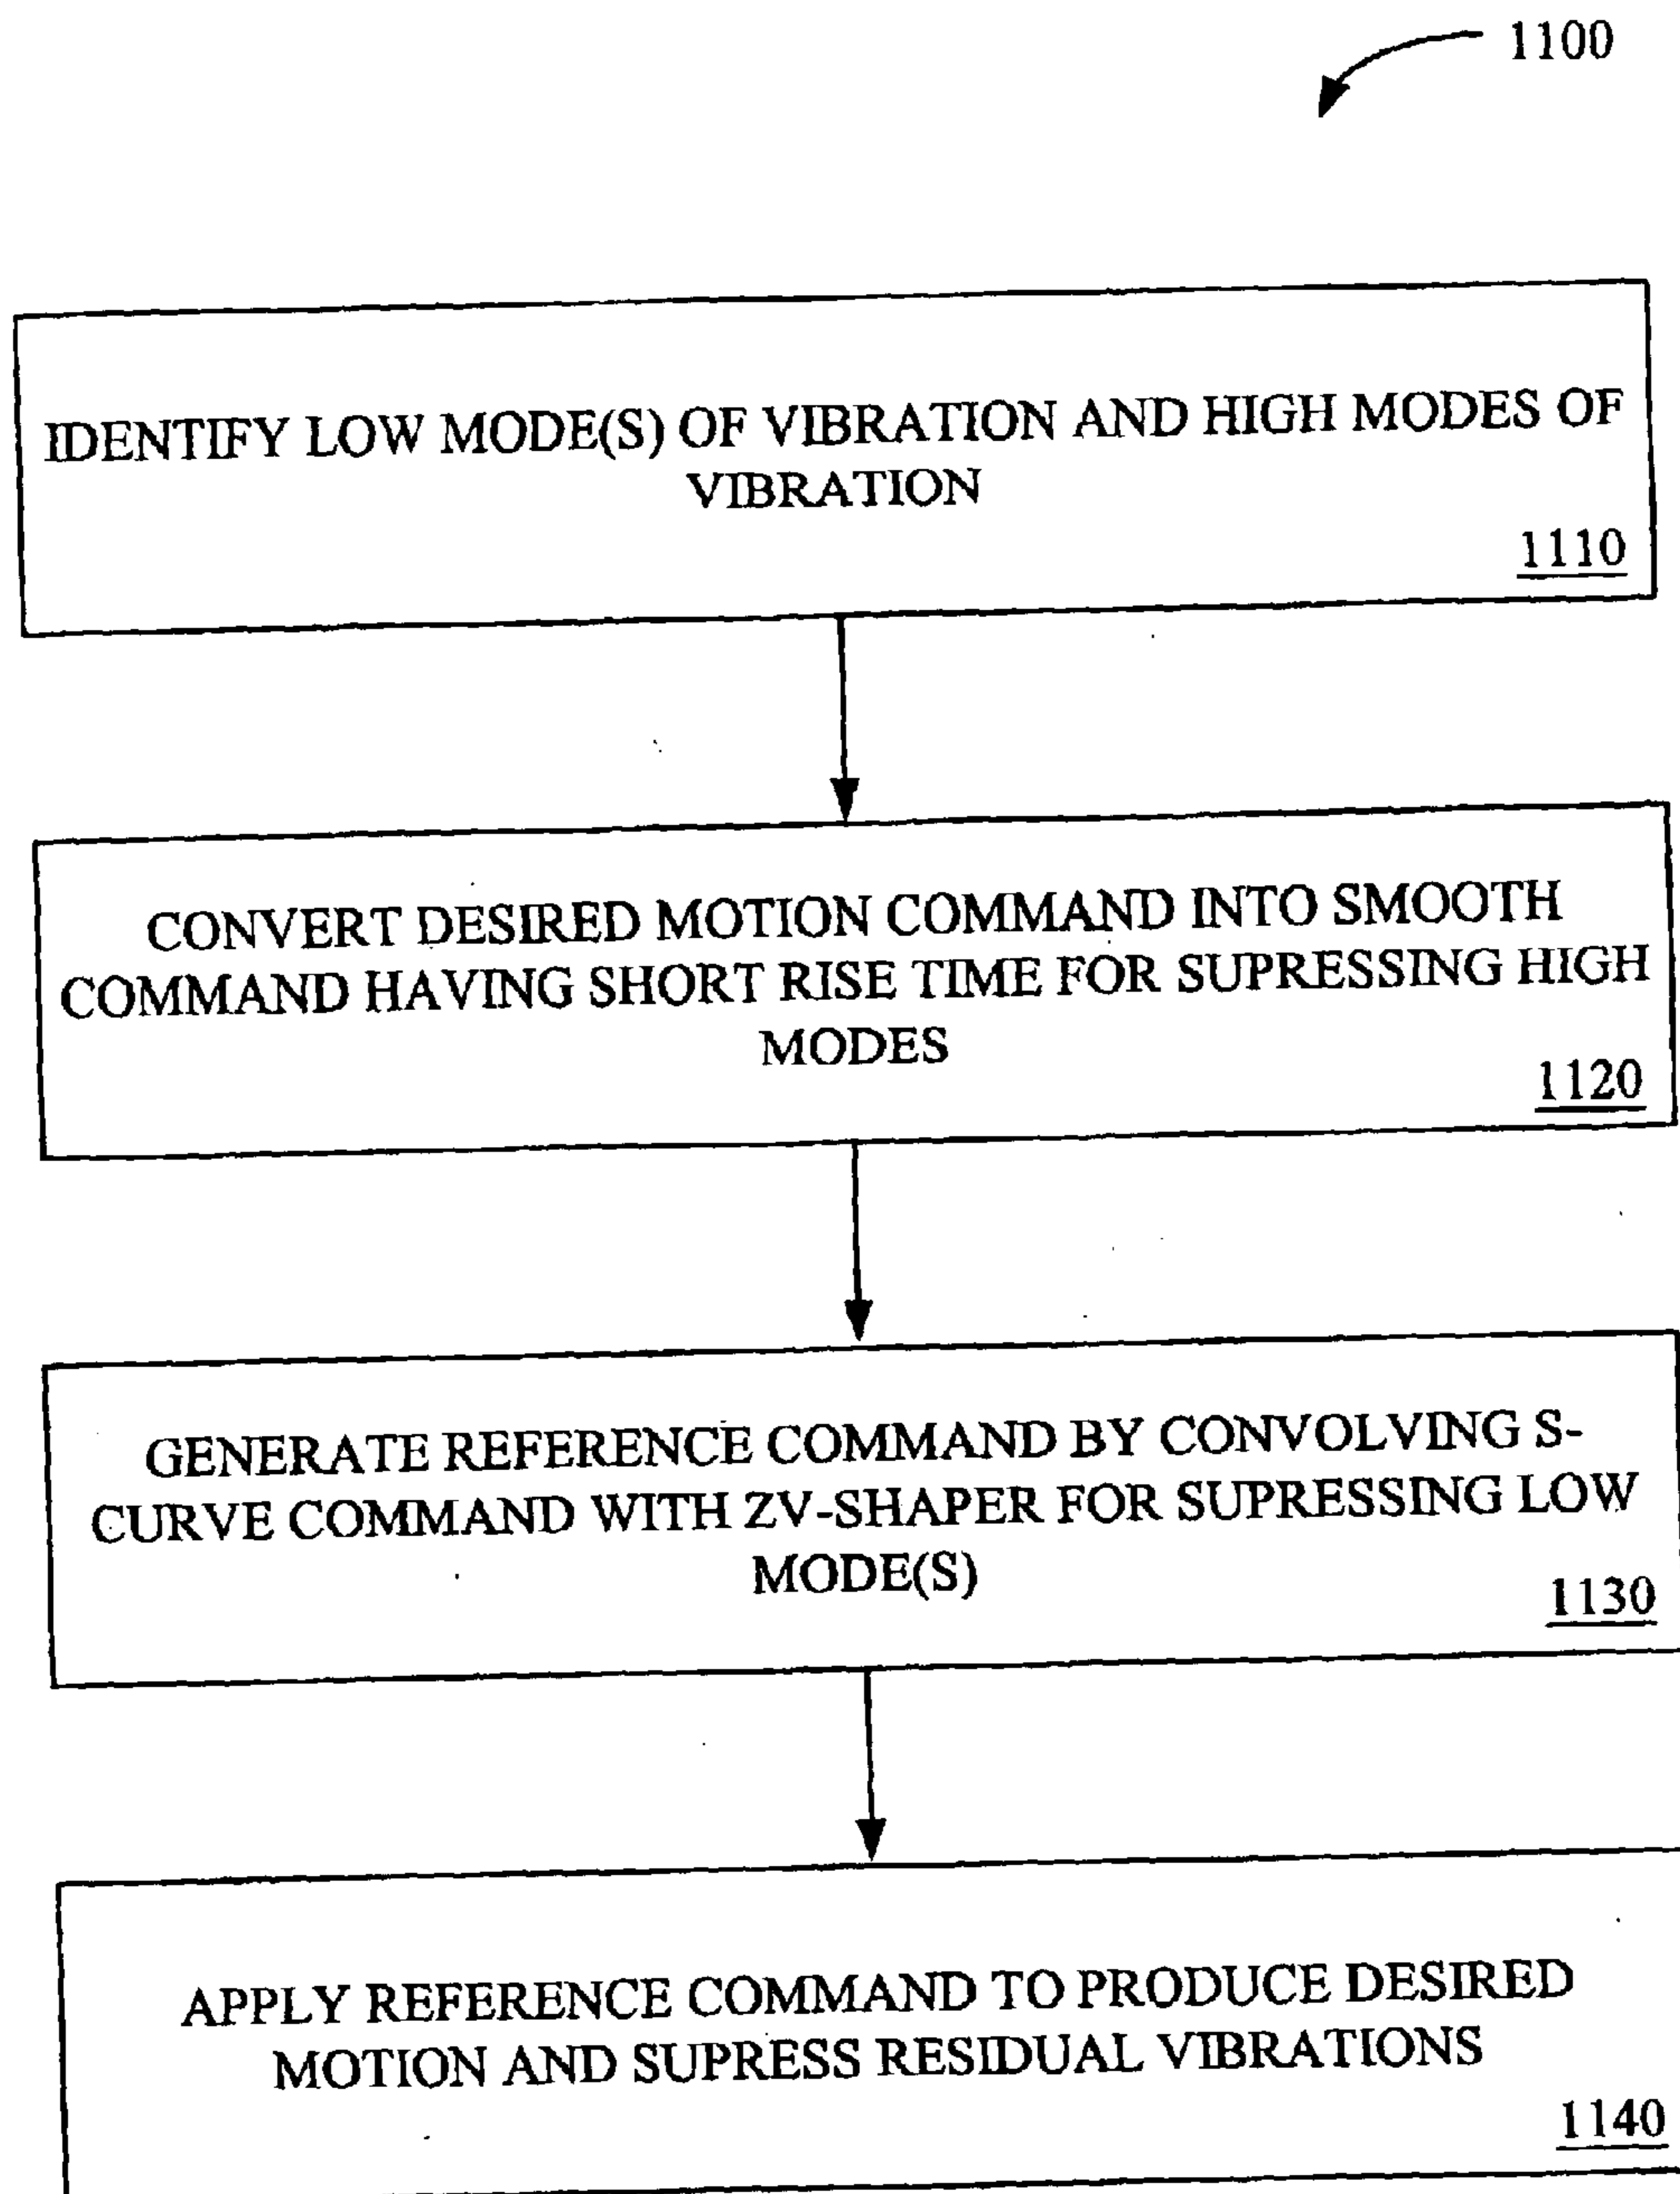 1100
IDENTIFY LOW MODE(S) OF VIBRATION AND HIGH MODES OF
VIBRATION
1110
CONVERT DESIRED MOTION COMMAND INTO SMOOTH
COMMAND HAVING SHORT RISE TIME FOR SUPRESSING HIGH
MODES
1120
GENERATE REFERENCE COMMAND BY CONVOLVING S-
CURVE COMMAND WITH ZV-SHAPER FOR SUPRESSING LOW
MODE(S)
1130
APPLY REFERENCE COMMAND TO PRODUCE DESIRED
MOTION AND SUPRESS RESIDUAL VIBRATIONS
1140